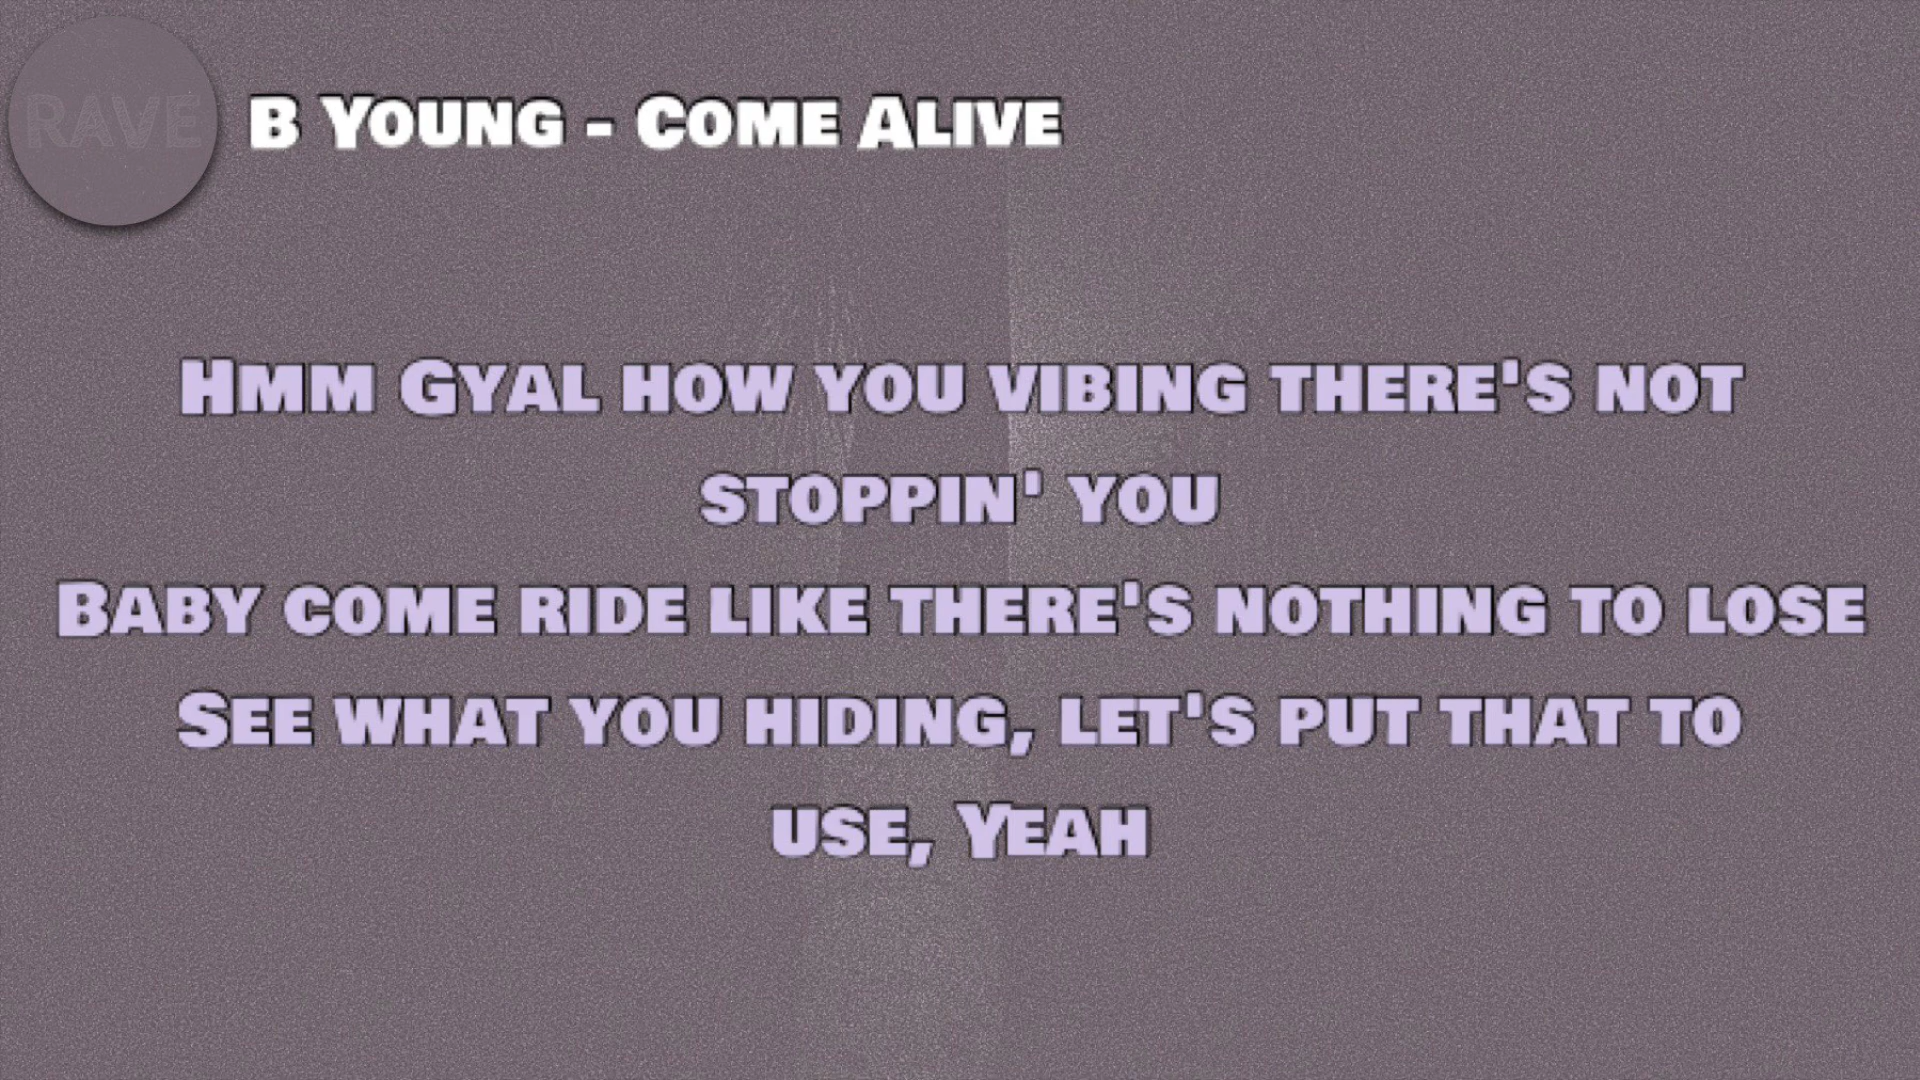 RAVE
B Young - Come Alive
Hmm Gyal how you vibing there's not
stoppin' you
Baby come ride like there's nothing to lose
See what you hiding, let's put that to
use, Yeah